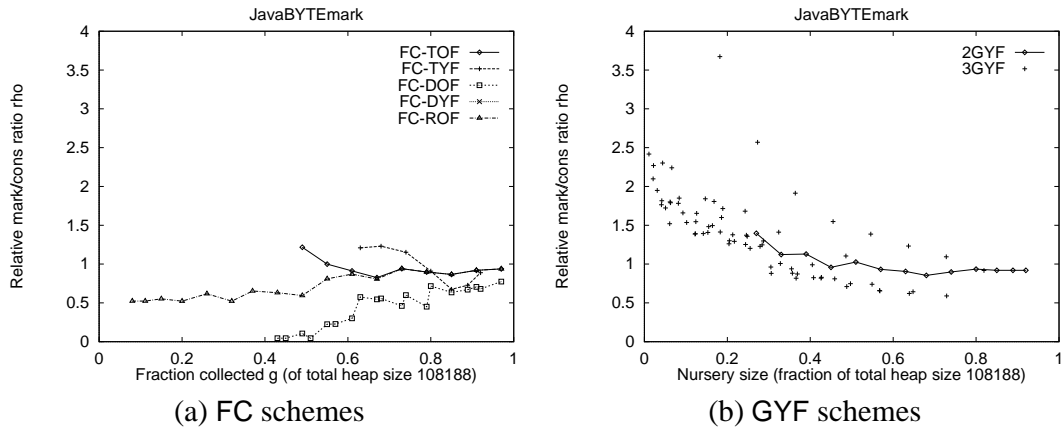 JavaBYTEmark
Relative mark/cons ratio rho
4
3.5
3
2.5
2
1.5
1
0.5
0
FC-TOF
FC-TYF
FC-DOF
FC-DYF
FC-ROF
0 0.2 0.4 0.6 0.8 1
Fraction collected g (of total heap size 108188)
(a) FC schemes
JavaBYTEmark
Relative mark/cons ratio rho
4
3.5
3
2.5
2
1.5
1
0.5
0
2GYF
3GYF
0 0.2 0.4 0.6 0.8 1
Nursery size (fraction of total heap size 108188)
(b) GYF schemes